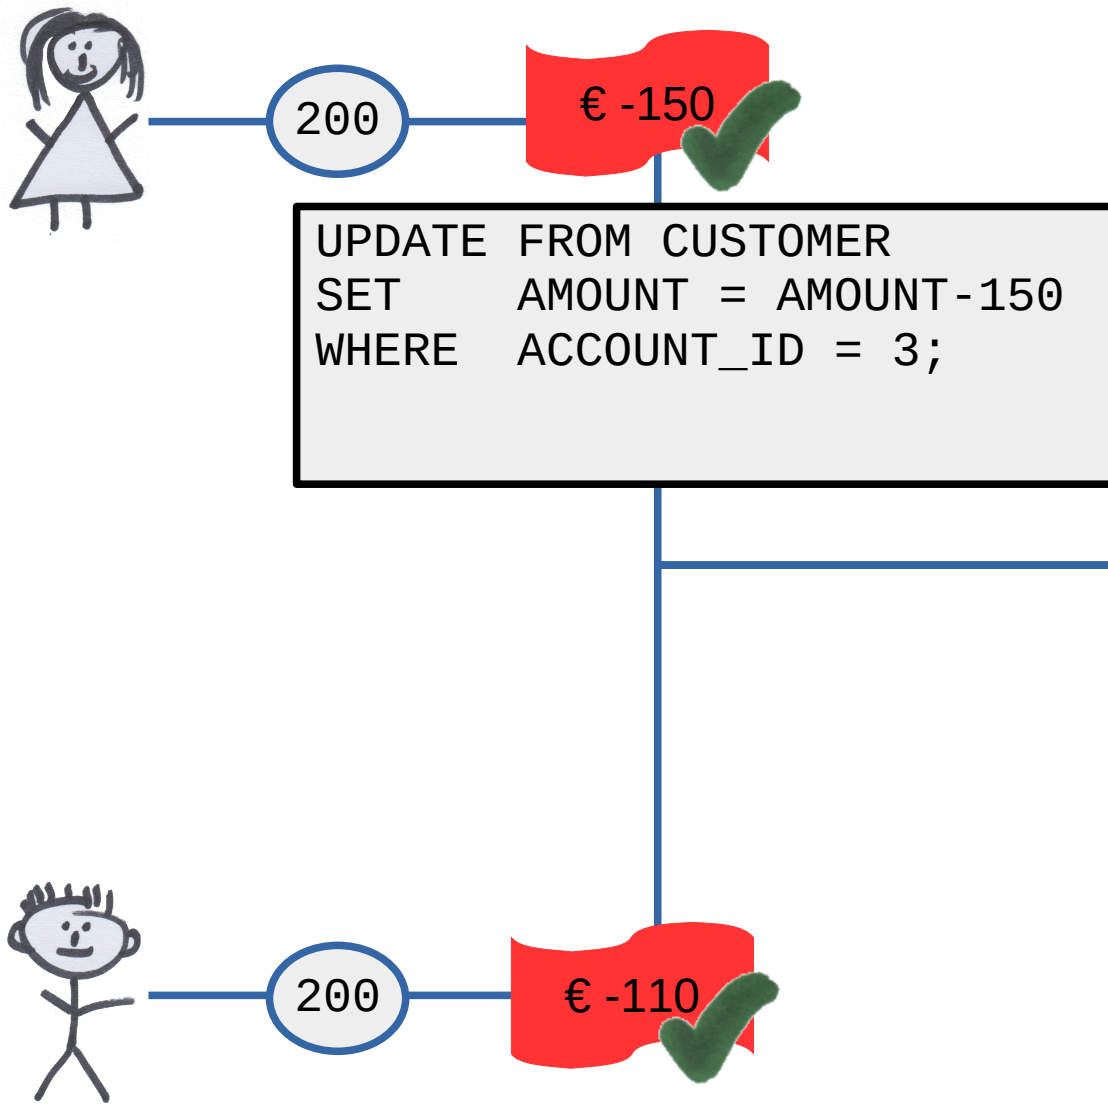 200
€ -150
UPDATE FROM CUSTOMER
SET    AMOUNT = AMOUNT-150
WHERE  ACCOUNT_ID = 3;
200
€ -110